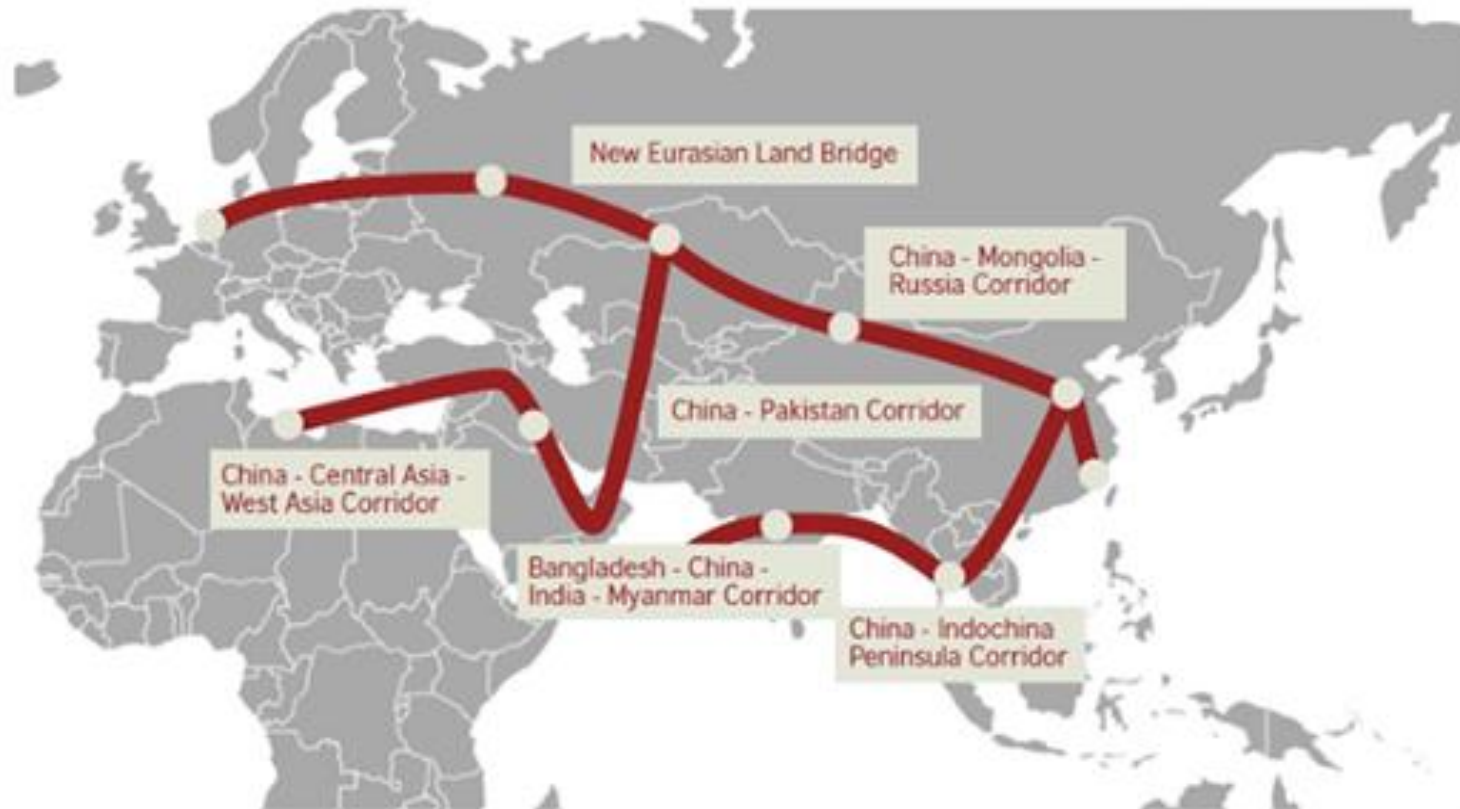 New Eurasian Land Bridge
China - Mongolia -
Russia Corridor
China - Pakistan Corridor
China - Central Asia -
West Asia Corridor
Bangladesh - China -
India - Myanmar Corridor
China - Indochina
Peninsula Corridor